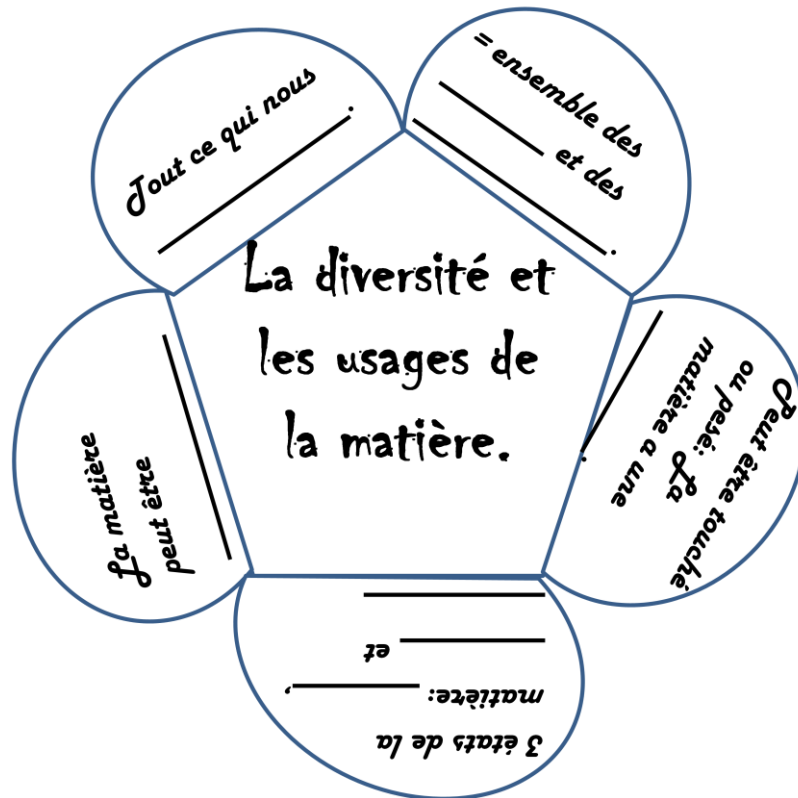 Tout ce qui nous
.
= ensemble des
et des
.
La diversité et
les usages de
la matière.
Peut être touché
ou pesé: La
matière a une
.
3 états de la
matière: ,
et
La matière
peut être